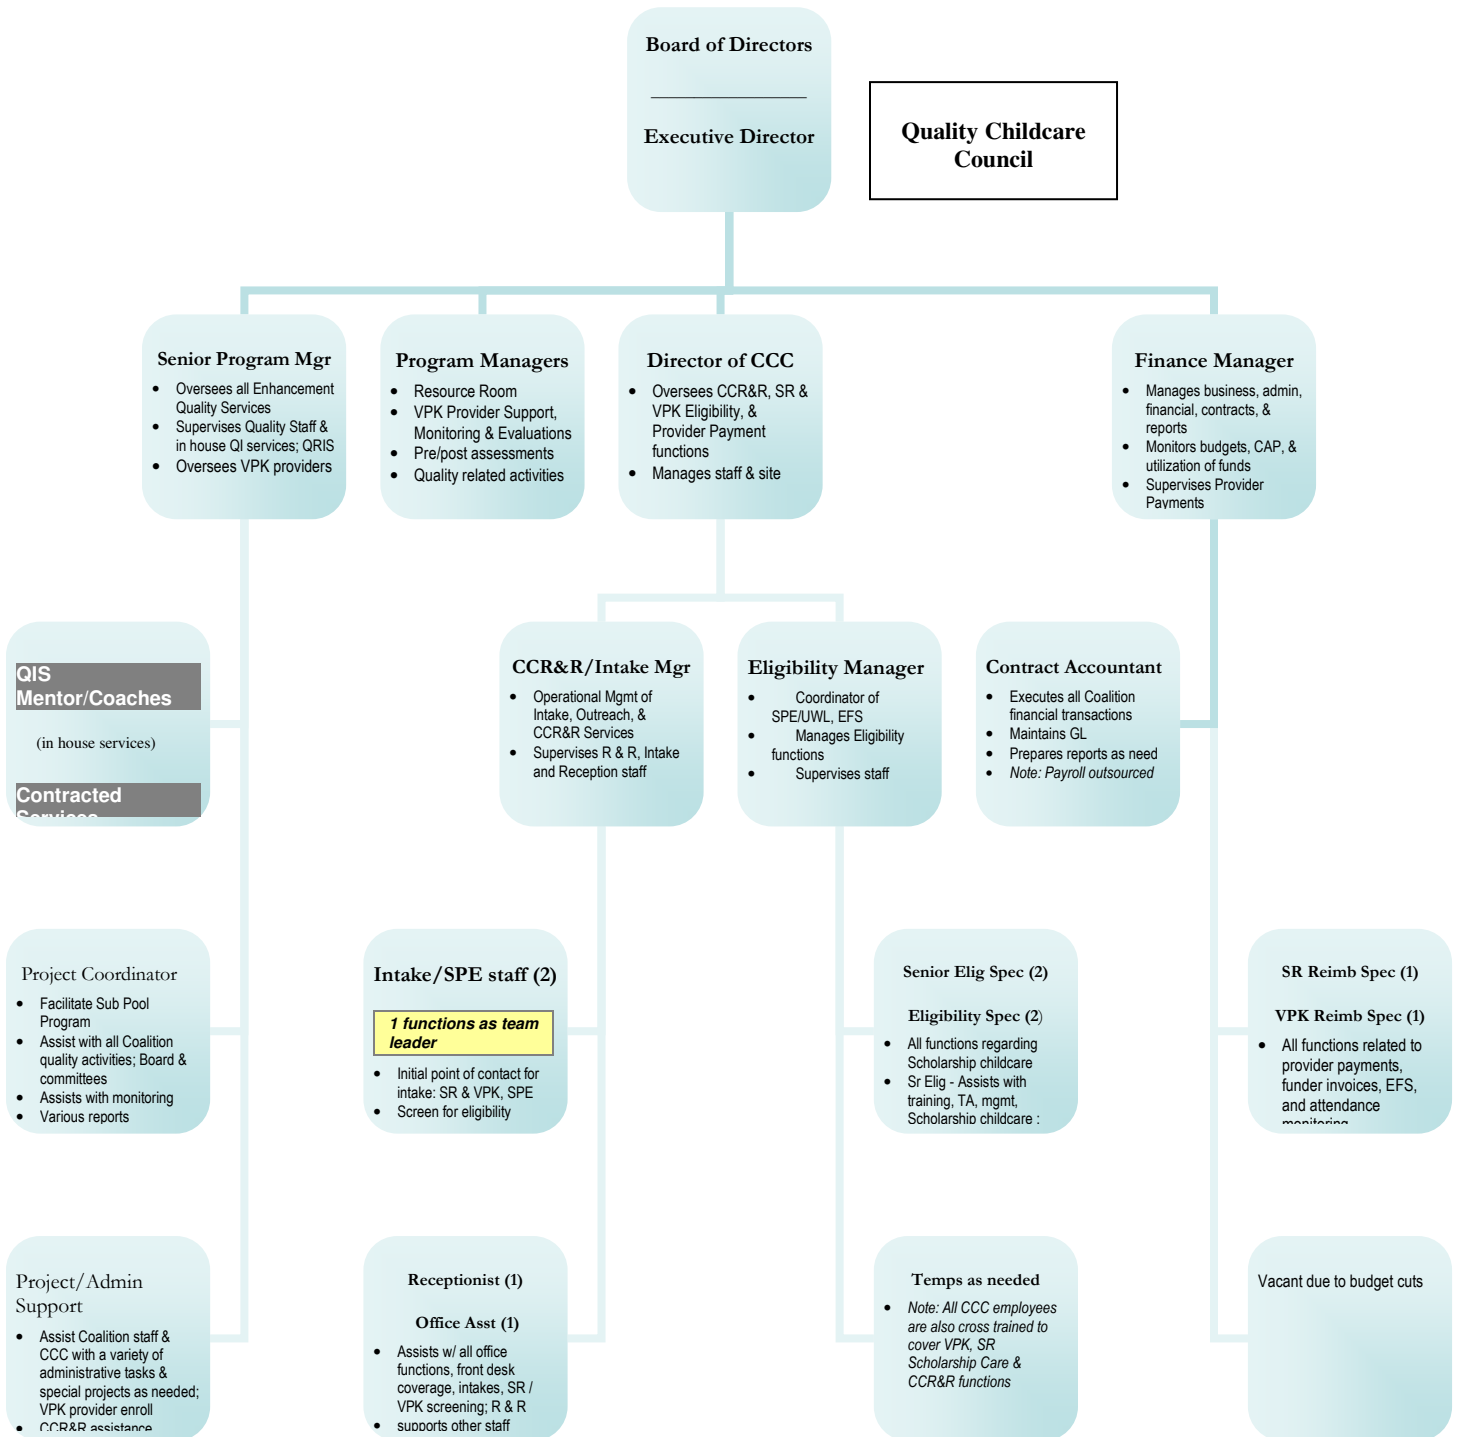 Board of Directors
Executive Director
Quality Childcare
Council
Senior Program Mgr
• Oversees all Enhancement
Quality Services
• Supervises Quality Staff &
in house QI services; QRIS
• Oversees VPK providers
Program Managers
• Resource Room
• VPK Provider Support,
Monitoring & Evaluations
• Pre/post assessments
• Quality related activities
Director of CCC
• Oversees CCR&R, SR &
VPK Eligibility, &
Provider Payment
functions
• Manages staff & site
Finance Manager
• Manages business, admin,
financial, contracts, &
reports
• Monitors budgets, CAP, &
utilization of funds
• Supervises Provider
Payments
QIS
Mentor/Coaches
(in house services)
Contracted
Services
CCR&R/Intake Mgr
• Operational Mgmt of
Intake, Outreach, &
CCR&R Services
• Supervises R & R, Intake
and Reception staff
Eligibility Manager
• Coordinator of
SPE/UWL, EFS
• Manages Eligibility
functions
• Supervises staff
Contract Accountant
• Executes all Coalition
financial transactions
• Maintains GL
• Prepares reports as need
• Note: Payroll outsourced
Project Coordinator
• Facilitate Sub Pool
Program
• Assist with all Coalition
quality activities; Board &
committees
• Assists with monitoring
• Various reports
Intake/SPE staff (2)
1 functions as team
leader
• Initial point of contact for
intake: SR & VPK, SPE
• Screen for eligibility
Senior Elig Spec (2)
Eligibility Spec (2)
• All functions regarding
Scholarship childcare
• Sr Elig - Assists with
training, TA, mgmt,
Scholarship childcare :
SR Reimb Spec (1)
VPK Reimb Spec (1)
• All functions related to
provider payments,
funder invoices, EFS,
and attendance
monitoring
Project/Admin
Support
• Assist Coalition staff &
CCC with a variety of
administrative tasks &
special projects as needed;
VPK provider enroll
• CCR&R assistance
Receptionist (1)
Office Asst (1)
• Assists w/ all office
functions, front desk
coverage, intakes, SR /
VPK screening; R & R
• supports other staff
Temps as needed
• Note: All CCC employees
are also cross trained to
cover VPK, SR
Scholarship Care &
CCR&R functions
Vacant due to budget cuts